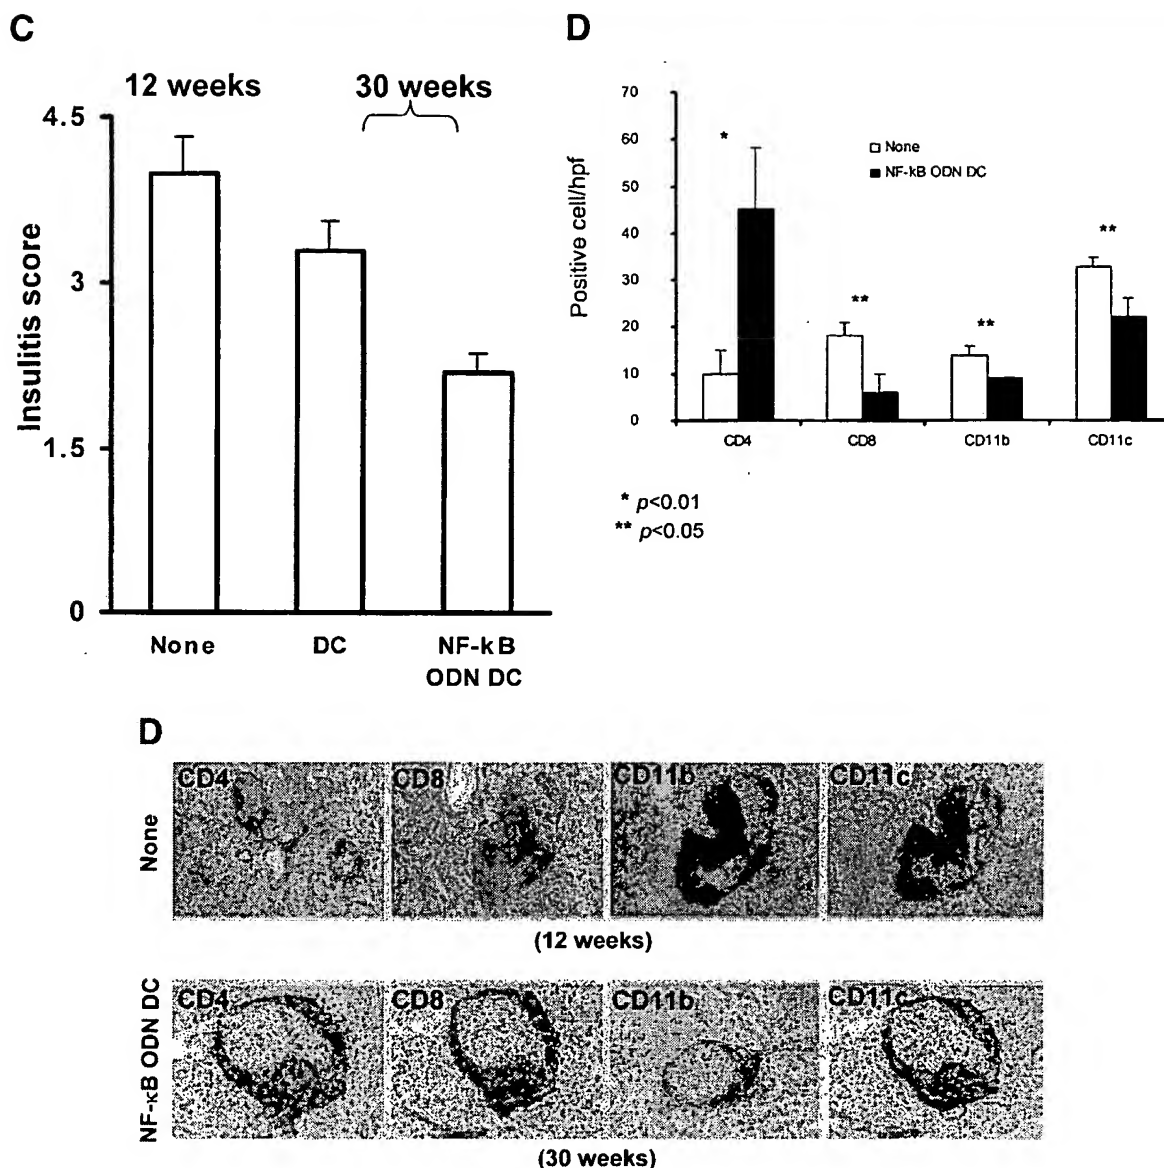 C
12 weeks
30 weeks
Insulitis score
4.5
3
1.5
0
None
DC
NF-kB
ODN DC
D
Positive cell/hpf
70
60
50
40
30
20
10
0
*
**
**
**
None
NF-kB ODN DC
CD4
CD8
CD11b
CD11c
* p<0.01
** p<0.05
D
None
CD4
CD8
CD11b
CD11c
(12 weeks)
NF-κB ODN DC
CD4
CD8
CD11b
CD11c
(30 weeks)